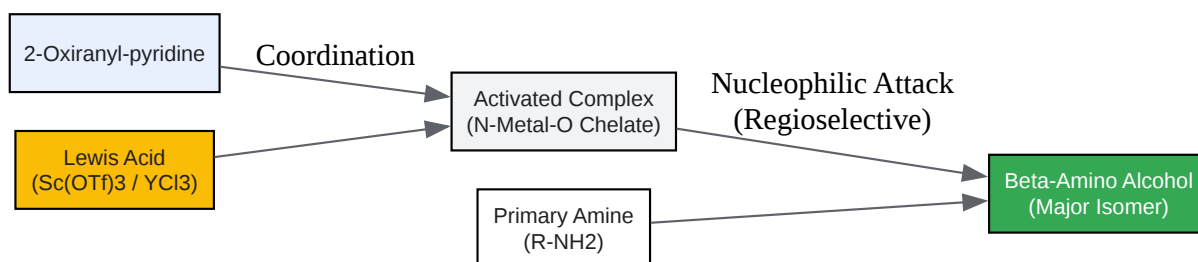 2-Oxiranyl-pyridine
Coordination
Lewis Acid
(Sc(OTf)3 / YCl3)
Activated Complex
(N-Metal-O Chelate)
Nucleophilic Attack
(Regioselective)
Primary Amine
(R-NH2)
Beta-Amino Alcohol
(Major Isomer)